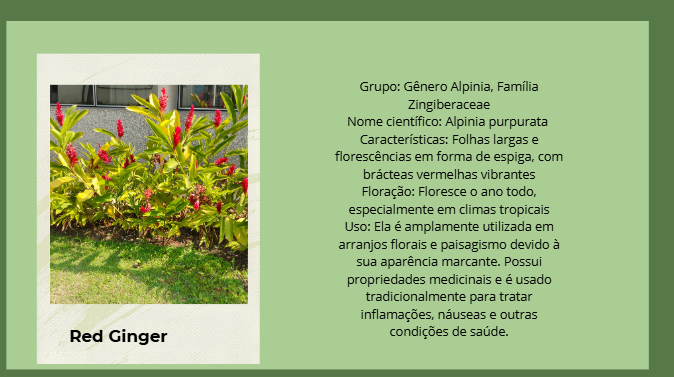 Grupo: Gênero Alpinia, Família
Zingiberaceae
Nome científico: Alpinia purpurata
Características: Folhas largas e
florescências em forma de espiga, com
brácteas vermelhas vibrantes
Floração: Floresce o ano todo,
especialmente em climas tropicais
Uso: Ela é amplamente utilizada em
arranjos florais e paisagismo devido à
sua aparência marcante. Possui
propriedades medicinais e é usado
tradicionalmente para tratar
inflamações, náuseas e outras
condições de saúde.
Red Ginger